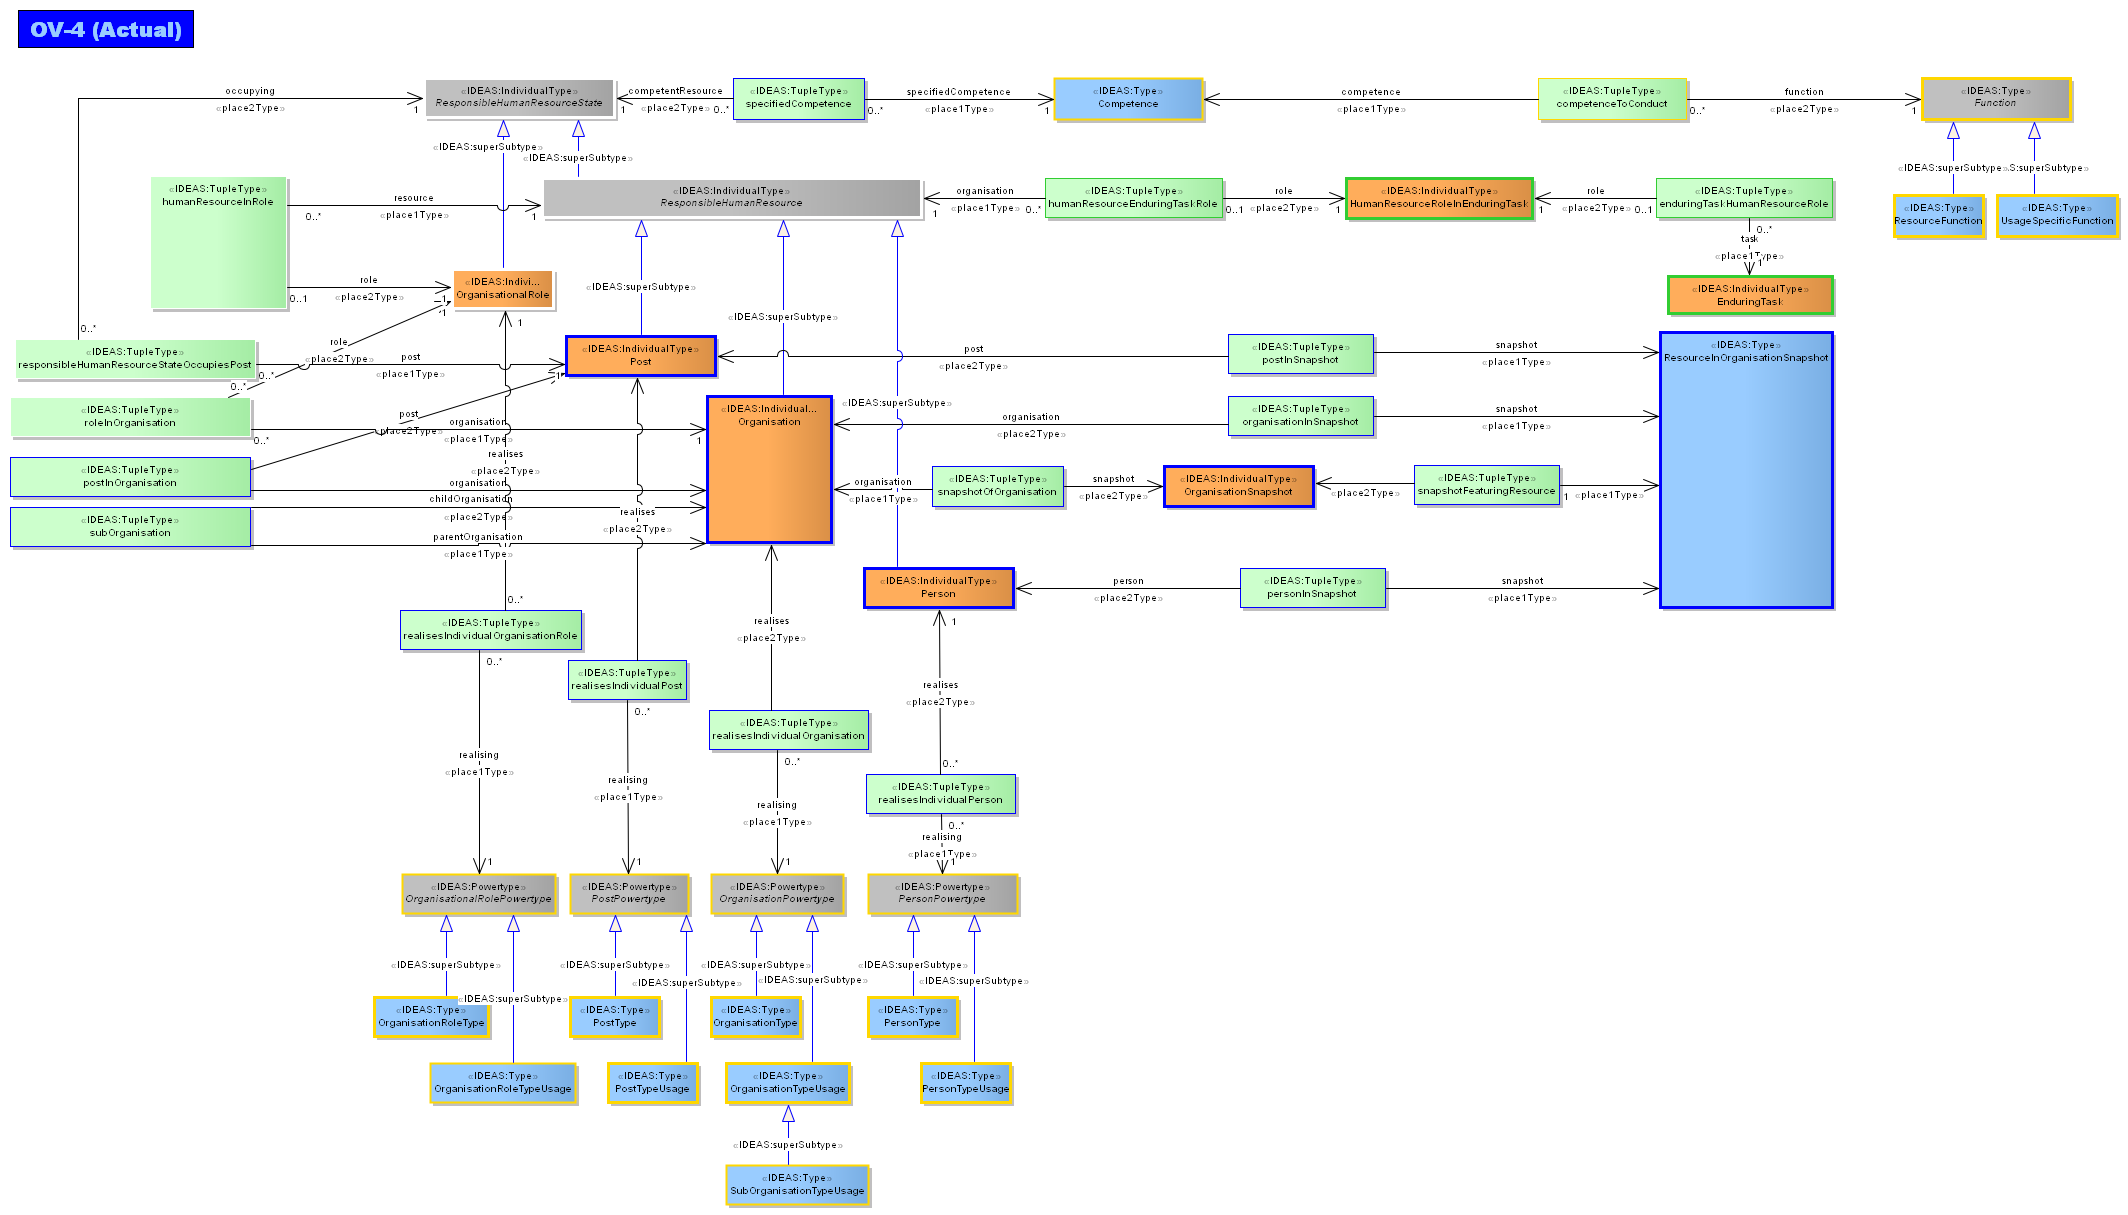 OV-4 (Actual)
«IDEAS:IndividualType»
ResponsibleHumanResourceState
occupying
«place2Type»
1
1
competentResource
«place2Type»
0..*
«IDEAS:TupleType»
specifiedCompetence
0..*
specifiedCompetence
«place1Type»
1
«IDEAS:Type»
Competence
competence
«place1Type»
«IDEAS:TupleType»
competenceToConduct
0..*
function
«place2Type»
1
«IDEAS:Type»
Function
«IDEAS:superSubtype»
«IDEAS:superSubtype»
«IDEAS:superSubtype»
S:superSubtype»
«IDEAS:Type»
ResourceFunction
«IDEAS:Type»
UsageSpecificFunction
«IDEAS:TupleType»
humanResourceInRole
resource
0..*
«place1Type»
1
«IDEAS:IndividualType»
ResponsibleHumanResource
organisation
1
«place1Type»
0..*
«IDEAS:TupleType»
humanResourceEnduringTaskRole
0..1
role
«place2Type»
1
«IDEAS:IndividualType»
HumanResourceRoleInEnduringTask
1
role
«place2Type»
0..1
«IDEAS:TupleType»
enduringTaskHumanResourceRole
0..*
task
«place1Type»
1
«IDEAS:IndividualType»
EnduringTask
role
0..1
«place2Type»
1
1
«IDEAS:Indivi...
OrganisationalRole
1
«IDEAS:superSubtype»
«IDEAS:superSubtype»
«IDEAS:superSubtype»
0..*
«IDEAS:TupleType»
responsibleHumanResourceStateOccupiesPost
0..*
role
«place2Type»
0..*
post
«place1Type»
1
«IDEAS:IndividualType»
Post
post
«place2Type»
«IDEAS:TupleType»
postInSnapshot
snapshot
«place1Type»
«IDEAS:Type»
ResourceInOrganisationSnapshot
«IDEAS:TupleType»
roleInOrganisation
0..*
post
«place2Type»
organisation
«place1Type»
1
«IDEAS:Individual...
Organisation
organisation
«place2Type»
«IDEAS:TupleType»
organisationInSnapshot
snapshot
«place1Type»
realises
«place2Type»
«IDEAS:TupleType»
postInOrganisation
organisation
childOrganisation
«place2Type»
«IDEAS:TupleType»
subOrganisation
parentOrganisation
«place1Type»
realises
«place2Type»
organisation
«place1Type»
«IDEAS:TupleType»
snapshotOfOrganisation
snapshot
«place2Type»
«IDEAS:IndividualType»
OrganisationSnapshot
«place2Type»
«IDEAS:TupleType»
snapshotFeaturingResource
1
«place1Type»
«IDEAS:IndividualType»
Person
1
person
«place2Type»
«IDEAS:TupleType»
personInSnapshot
snapshot
«place1Type»
0..*
«IDEAS:TupleType»
realisesIndividualOrganisationRole
0..*
realises
«place2Type»
«IDEAS:TupleType»
realisesIndividualPost
0..*
realises
«place2Type»
«IDEAS:TupleType»
realisesIndividualOrganisation
0..*
realising
«place1Type»
realising
«place1Type»
0..*
«IDEAS:TupleType»
realisesIndividualPerson
0..*
realising
«place1Type»
realising
«place1Type»
1
1
1
1
«IDEAS:Powertype»
OrganisationalRolePowertype
«IDEAS:Powertype»
PostPowertype
«IDEAS:Powertype»
OrganisationPowertype
«IDEAS:Powertype»
PersonPowertype
«IDEAS:superSubtype»
«IDEAS:superSubtype»
«IDEAS:superSubtype»
«IDEAS:superSubtype»
«IDEAS:superSubtype»
«IDEAS:superSubtype»
«IDEAS:superSubtype»
«IDEAS:superSubtype»
«IDEAS:Type»
OrganisationRoleType
«IDEAS:Type»
PostType
«IDEAS:Type»
OrganisationType
«IDEAS:Type»
PersonType
«IDEAS:Type»
OrganisationRoleTypeUsage
«IDEAS:Type»
PostTypeUsage
«IDEAS:Type»
OrganisationTypeUsage
«IDEAS:Type»
PersonTypeUsage
«IDEAS:superSubtype»
«IDEAS:Type»
SubOrganisationTypeUsage